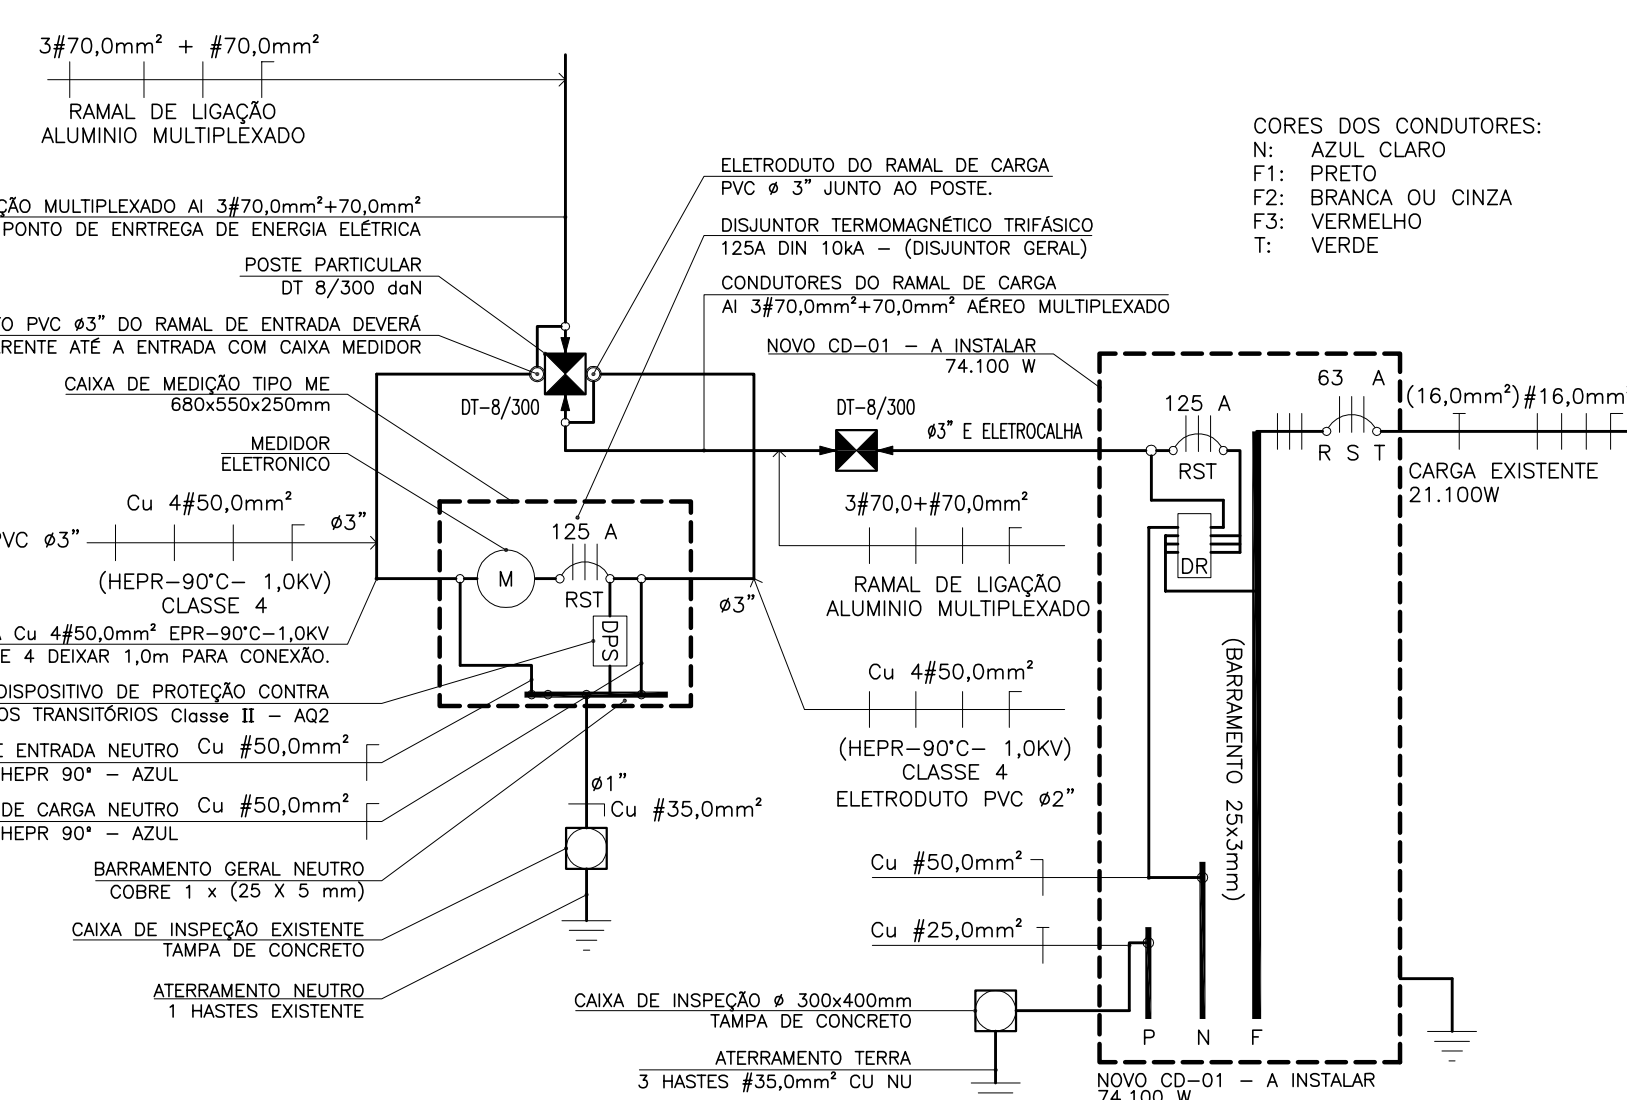 3#70,0mm² + #70,0mm²
RAMAL DE LIGAÇÃO
ALUMINIO MULTIPLEXADO
MULTIPLEXADO Al 3#70,0mm²+70,0mm²
PONTO DE ENRTREGA DE ENERGIA ELÉTRICA
POSTE PARTICULAR
DT 8/300 daN
PVC ø3" DO RAMAL DE ENTRADA DEVERÁ
ATÉ A ENTRADA COM CAIXA MEDIDOR
CAIXA DE MEDIÇÃO TIPO ME
680x550x250mm
MEDIDOR
ELETRONICO
Cu 4#50,0mm²
PVC ø3"
ø3"
(HEPR-90°C- 1,0KV)
CLASSE 4
Cu 4#50,0mm² EPR-90°C-1,0KV
4 DEIXAR 1,0m PARA CONEXÃO.
DISPOSITIVO DE PROTEÇÃO CONTRA
TRANSITÓRIOS Classe II - AQ2
ENTRADA NEUTRO Cu #50,0mm²
HEPR 90° - AZUL
DE CARGA NEUTRO Cu #50,0mm²
HEPR 90° - AZUL
BARRAMENTO GERAL NEUTRO
COBRE 1 x (25 X 5 mm)
CAIXA DE INSPEÇÃO EXISTENTE
TAMPA DE CONCRETO
ATERRAMENTO NEUTRO
1 HASTES EXISTENTE
ELETRODUTO DO RAMAL DE CARGA
PVC ø 3" JUNTO AO POSTE.
DISJUNTOR TERMOMAGNÉTICO TRIFÁSICO
125A DIN 10kA - (DISJUNTOR GERAL)
CONDUTORES DO RAMAL DE CARGA
Al 3#70,0mm²+70,0mm² AÉREO MULTIPLEXADO
NOVO CD-01 - A INSTALAR
74.100 W
DT-8/300
DT-8/300
ø3" E ELETROCALHA
125 A
M
RST
DPS
ø3"
ø1"
Cu #35,0mm²
3#70,0+#70,0mm²
RAMAL DE LIGAÇÃO
ALUMINIO MULTIPLEXADO
Cu 4#50,0mm²
(HEPR-90°C- 1,0KV)
CLASSE 4
ELETRODUTO PVC ø2"
Cu #50,0mm²
Cu #25,0mm²
CAIXA DE INSPEÇÃO ø 300x400mm
TAMPA DE CONCRETO
ATERRAMENTO TERRA
3 HASTES #35,0mm² CU NU
CORES DOS CONDUTORES:
N: AZUL CLARO
F1: PRETO
F2: BRANCA OU CINZA
F3: VERMELHO
T: VERDE
125 A
RST
63 A
R S T
DR
(BARRAMENTO 25x3mm)
(16,0mm²)#16,0mm²
CARGA EXISTENTE
21.100W
P N F
NOVO CD-01 - A INSTALAR
74.100 W